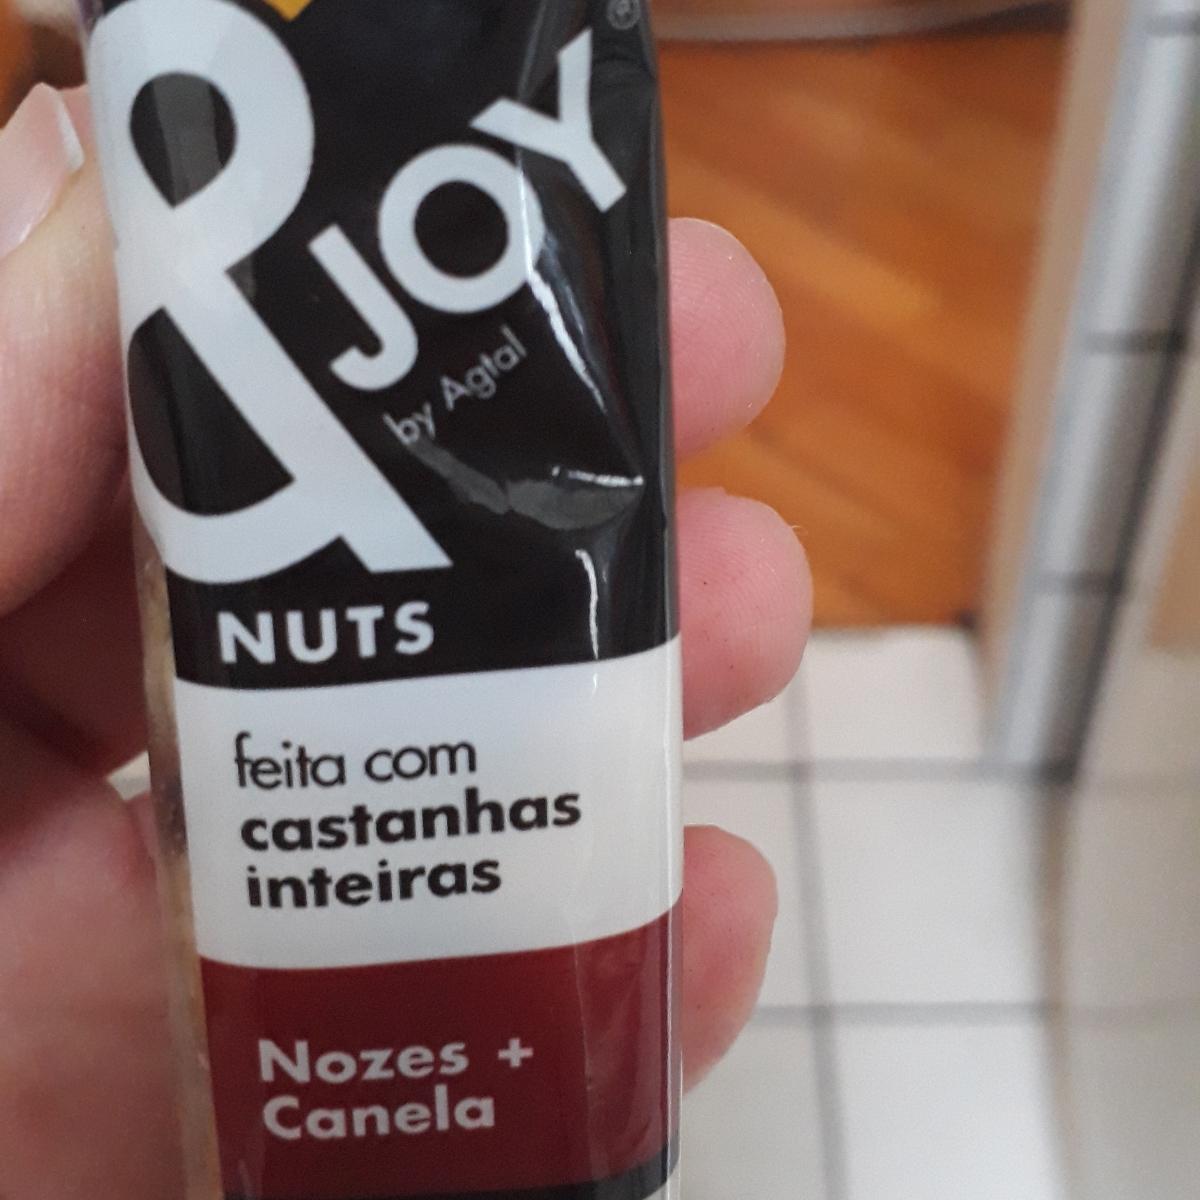 &JOY®
by Agtal
NUTS
feita com
castanhas
inteiras
Nozes +
Canela